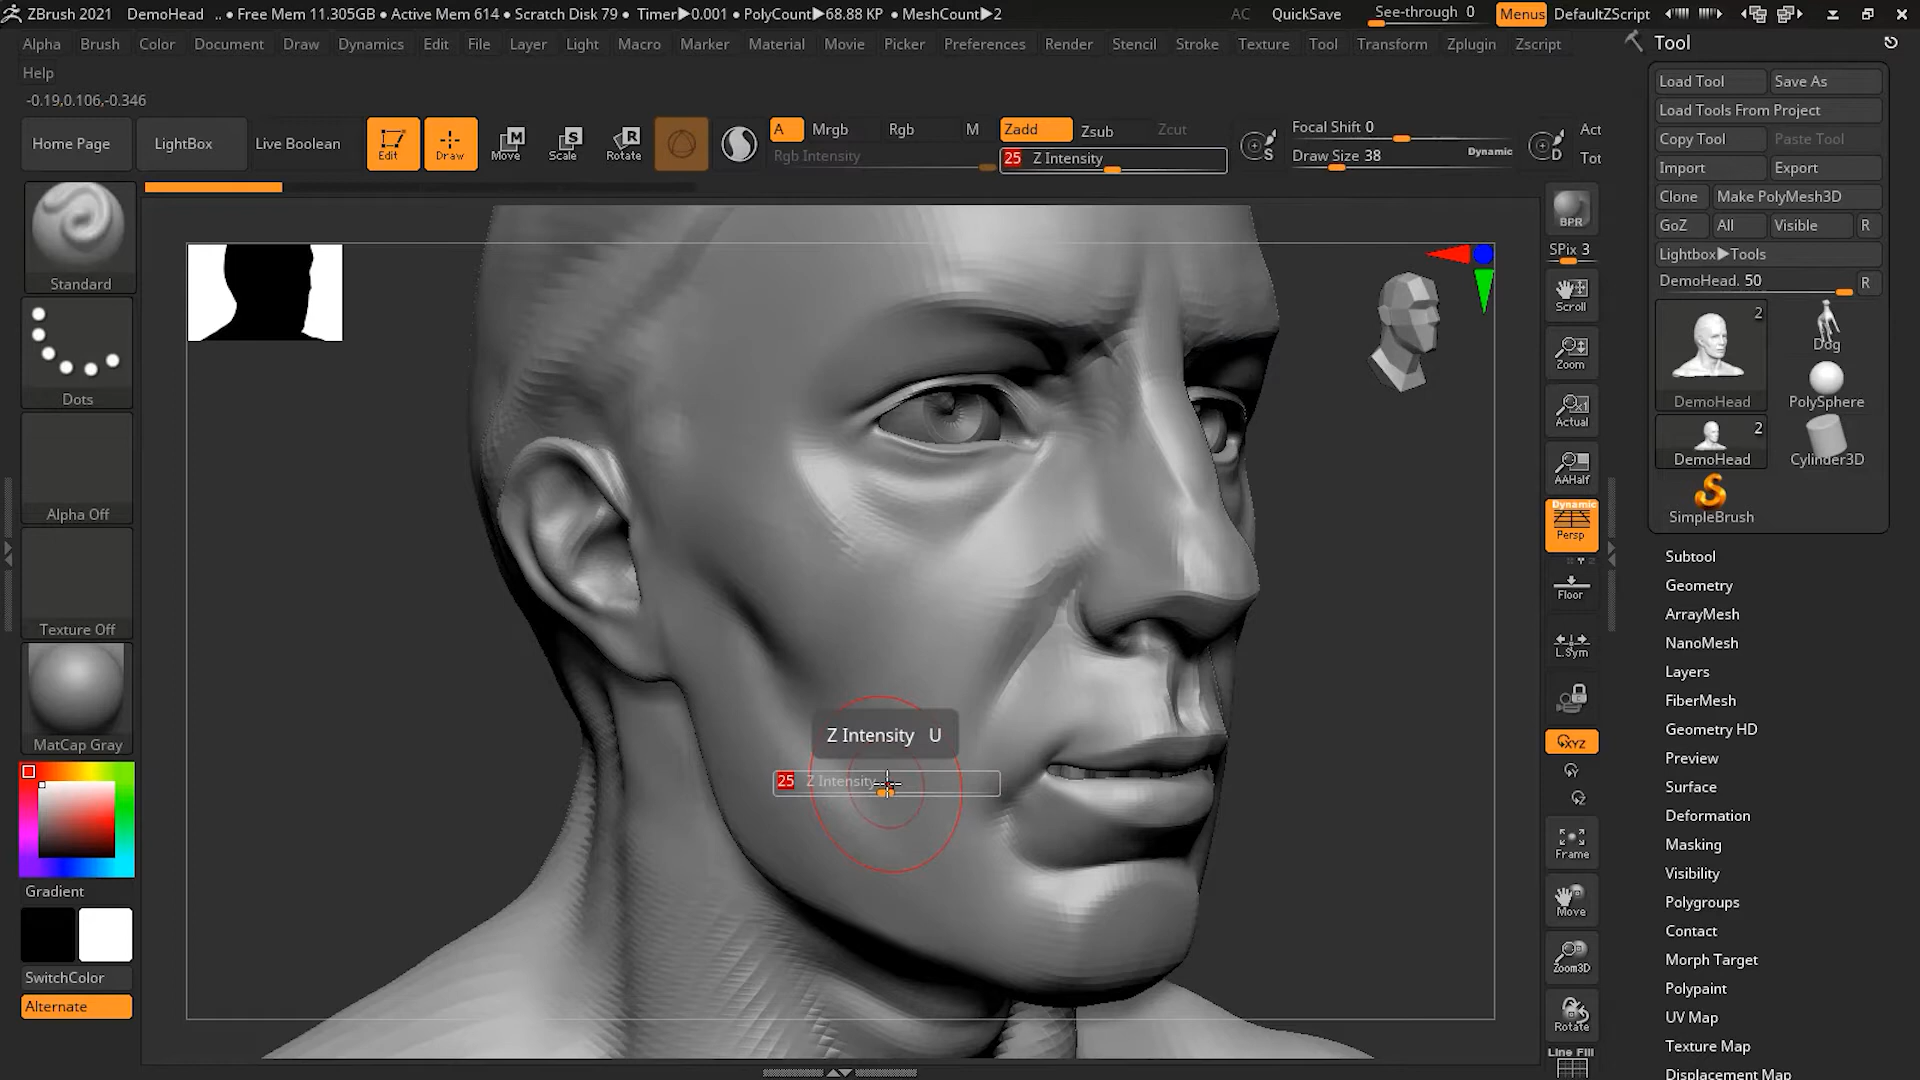 ZBrush 2021 DemoHead .. • Free Mem 11.305GB • Active Mem 614 • Scratch Disk 79 • Timer▶0.001 • PolyCount▶68.88 KP • MeshCount▶2 AC QuickSave See-through 0 Menus DefaultZScript
Alpha Brush Color Document Draw Dynamics Edit File Layer Light Macro Marker Material Movie Picker Preferences Render Stencil Stroke Texture Tool Transform Zplugin Zscript
Help
-0.19,0.106,-0.346
Home Page LightBox Live Boolean Edit Draw Move Scale Rotate
M S R
A Mrgb Rgb M Zadd Zsub Zcut
Rgb Intensity 25 Z Intensity
S Focal Shift 0
Draw Size 38 Dynamic D
Act
Tot
Standard
Dots
Alpha Off
Texture Off
MatCap Gray
Gradient
SwitchColor
Alternate
Z Intensity U
25 Z Intensity
BPR
SPix 3
Scroll
Zoom
Actual
AAHalf
Dynamic
Persp
Floor
L.Sym
XYZ
Frame
Move
Zoom3D
Rotate
Line Fill
Tool
Load Tool Save As
Load Tools From Project
Copy Tool Paste Tool
Import Export
Clone Make PolyMesh3D
GoZ All Visible R
Lightbox▶Tools
DemoHead. 50 R
2
DemoHead Dog
PolySphere
2
DemoHead Cylinder3D
SimpleBrush
Subtool
Geometry
ArrayMesh
NanoMesh
Layers
FiberMesh
Geometry HD
Preview
Surface
Deformation
Masking
Visibility
Polygroups
Contact
Morph Target
Polypaint
UV Map
Texture Map
Displacement Map